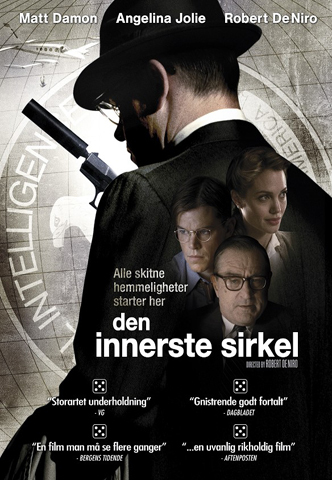 Matt Damon Angelina Jolie Robert DeNiro
INTELLIGEN
AMERICA
Alle skitne
hemmeligheter
starter her
den
innerste sirkel
DIRECTED BY ROBERT DE NIRO
"Storartet underholdning"
- VG
"Gnistrende godt fortalt"
- DAGBLADET
"En film man må se flere ganger"
- BERGENS TIDENDE
"...en uvanlig rikholdig film"
- AFTENPOSTEN